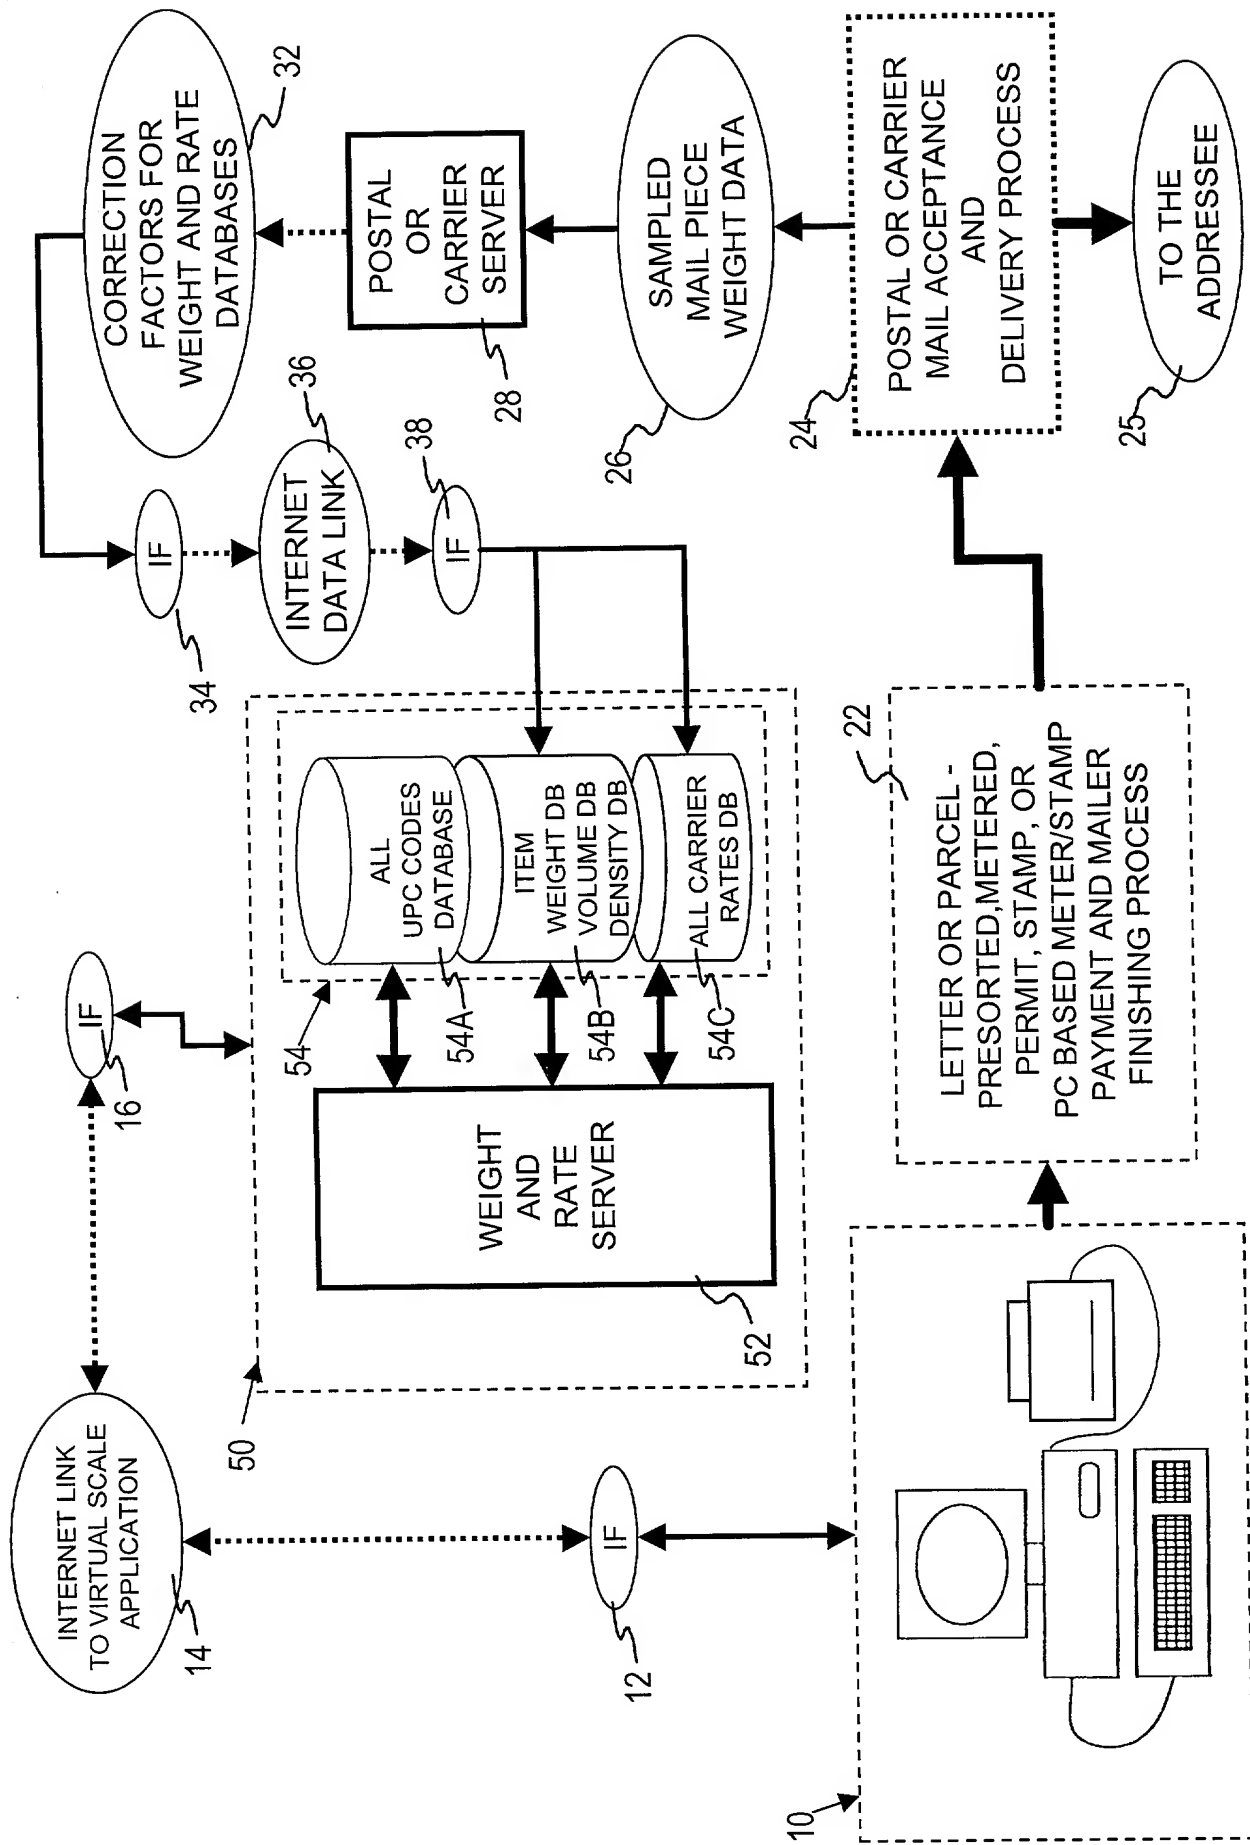 INTERNET LINK
TO VIRTUAL SCALE
APPLICATION
14
IF
16
IF
12
50
WEIGHT
AND
RATE
SERVER
52
54
ALL
UPC CODES
DATABASE
54A
ITEM
WEIGHT DB
VOLUME DB
DENSITY DB
54B
ALL CARRIER
RATES DB
54C
IF
34
INTERNET
DATA LINK
36
IF
38
CORRECTION
FACTORS FOR
WEIGHT AND RATE
DATABASES
32
POSTAL
OR
CARRIER
SERVER
28
SAMPLED
MAIL PIECE
WEIGHT DATA
26
POSTAL OR CARRIER
MAIL ACCEPTANCE
AND
DELIVERY PROCESS
24
TO THE
ADDRESSEE
25
LETTER OR PARCEL -
PRESORTED,METERED,
PERMIT, STAMP, OR
PC BASED METER/STAMP
PAYMENT AND MAILER
FINISHING PROCESS
22
10